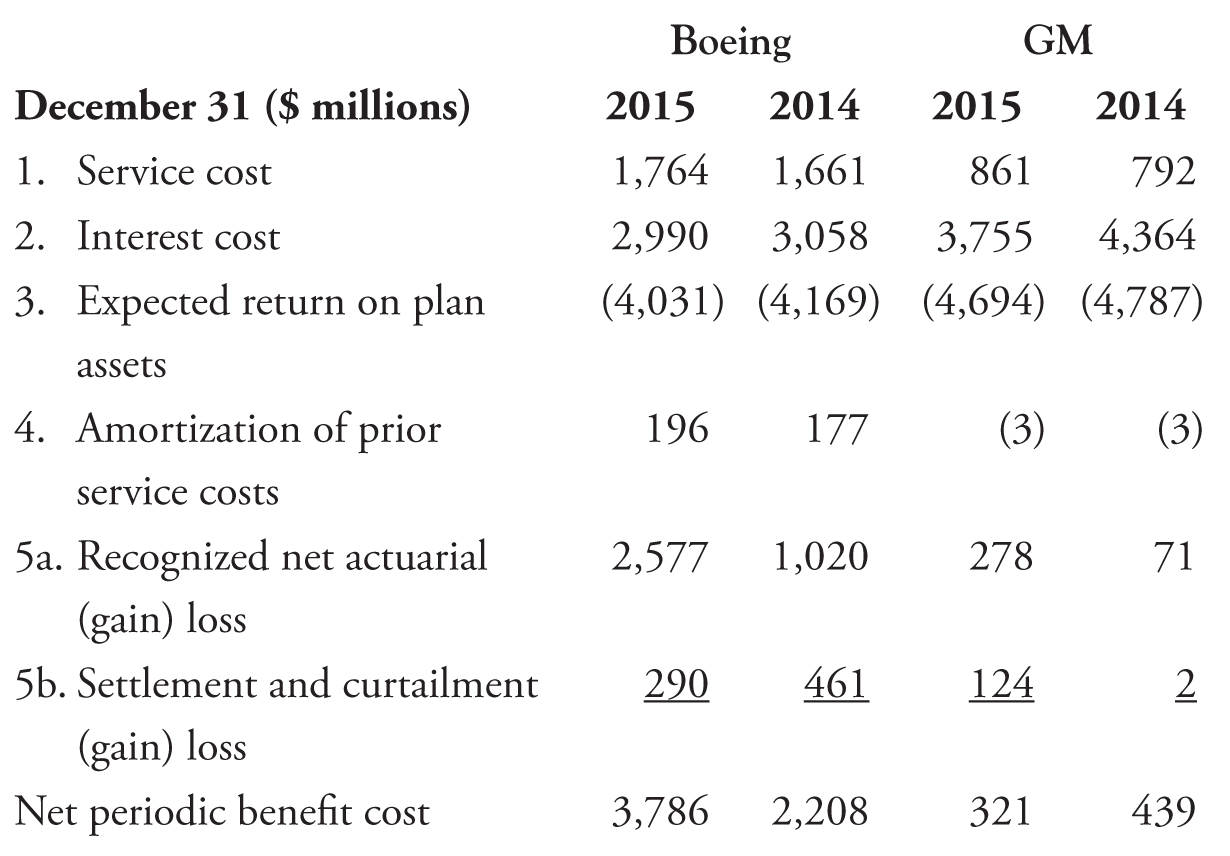 Boeing GM
December 31 ($ millions) 2015 2014 2015 2014
1. Service cost 1,764 1,661 861 792
2. Interest cost 2,990 3,058 3,755 4,364
3. Expected return on plan (4,031) (4,169) (4,694) (4,787)
assets
4. Amortization of prior 196 177 (3) (3)
service costs
5a. Recognized net actuarial 2,577 1,020 278 71
(gain) loss
5b. Settlement and curtailment 290 461 124 2
(gain) loss
Net periodic benefit cost 3,786 2,208 321 439